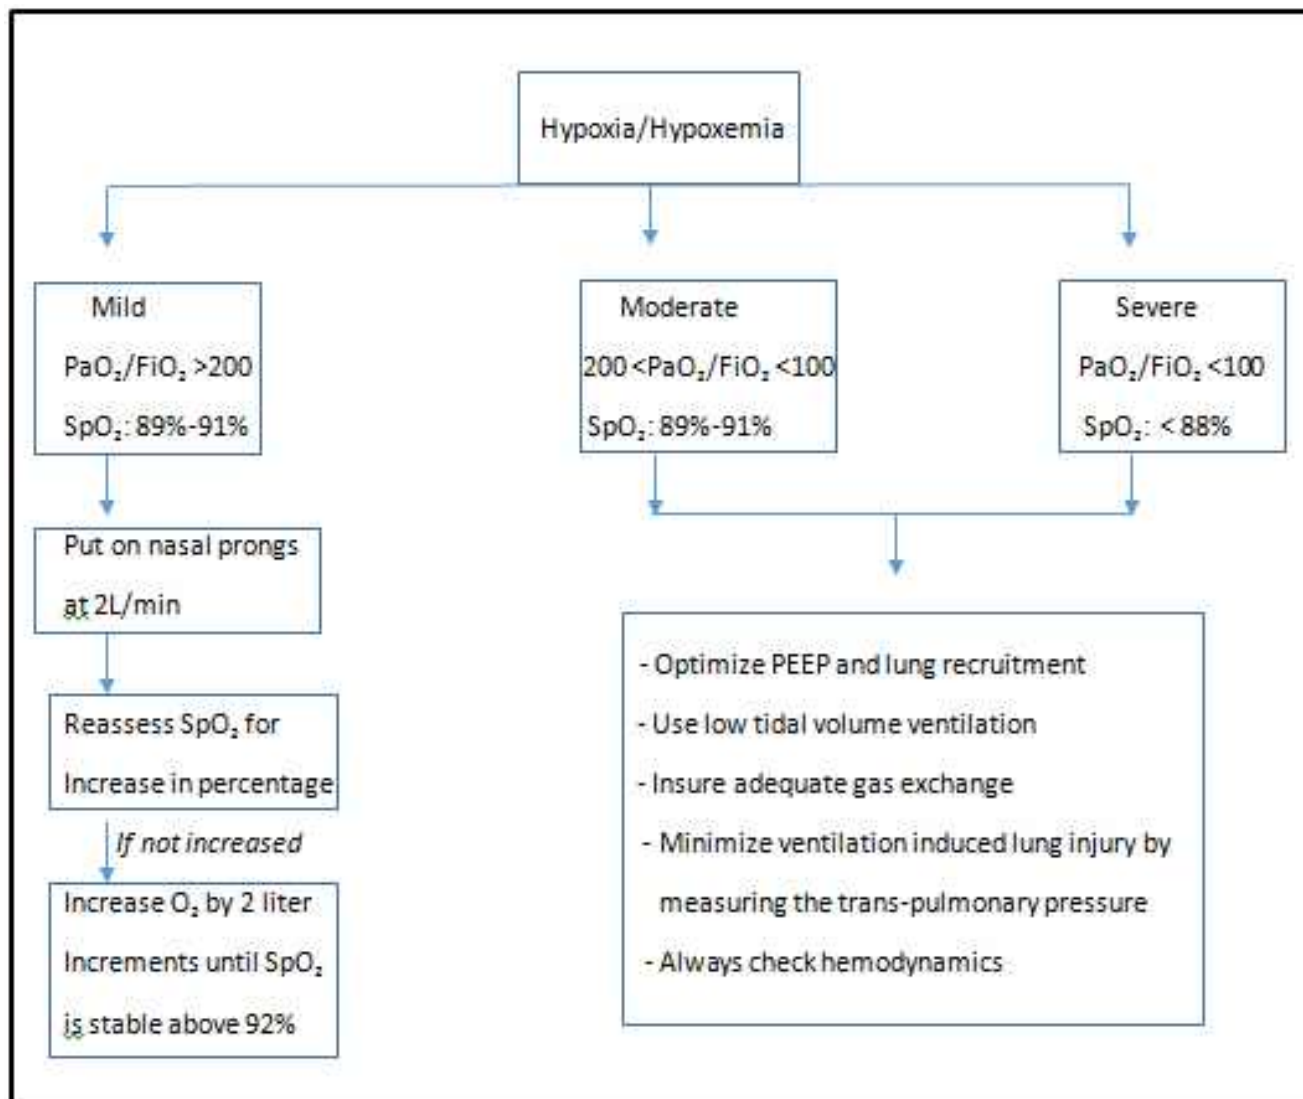 Hypoxia/Hypoxemia
Mild
PaO₂/FiO₂ >200
SpO₂: 89%-91%
Moderate
200 <PaO₂/FiO₂ <100
SpO₂: 89%-91%
Severe
PaO₂/FiO₂ <100
SpO₂: < 88%
Put on nasal prongs
at 2L/min
Reassess SpO₂ for
Increase in percentage
If not increased
Increase O₂ by 2 liter
Increments until SpO₂
is stable above 92%
- Optimize PEEP and lung recruitment
- Use low tidal volume ventilation
- Insure adequate gas exchange
- Minimize ventilation induced lung injury by
measuring the trans-pulmonary pressure
- Always check hemodynamics